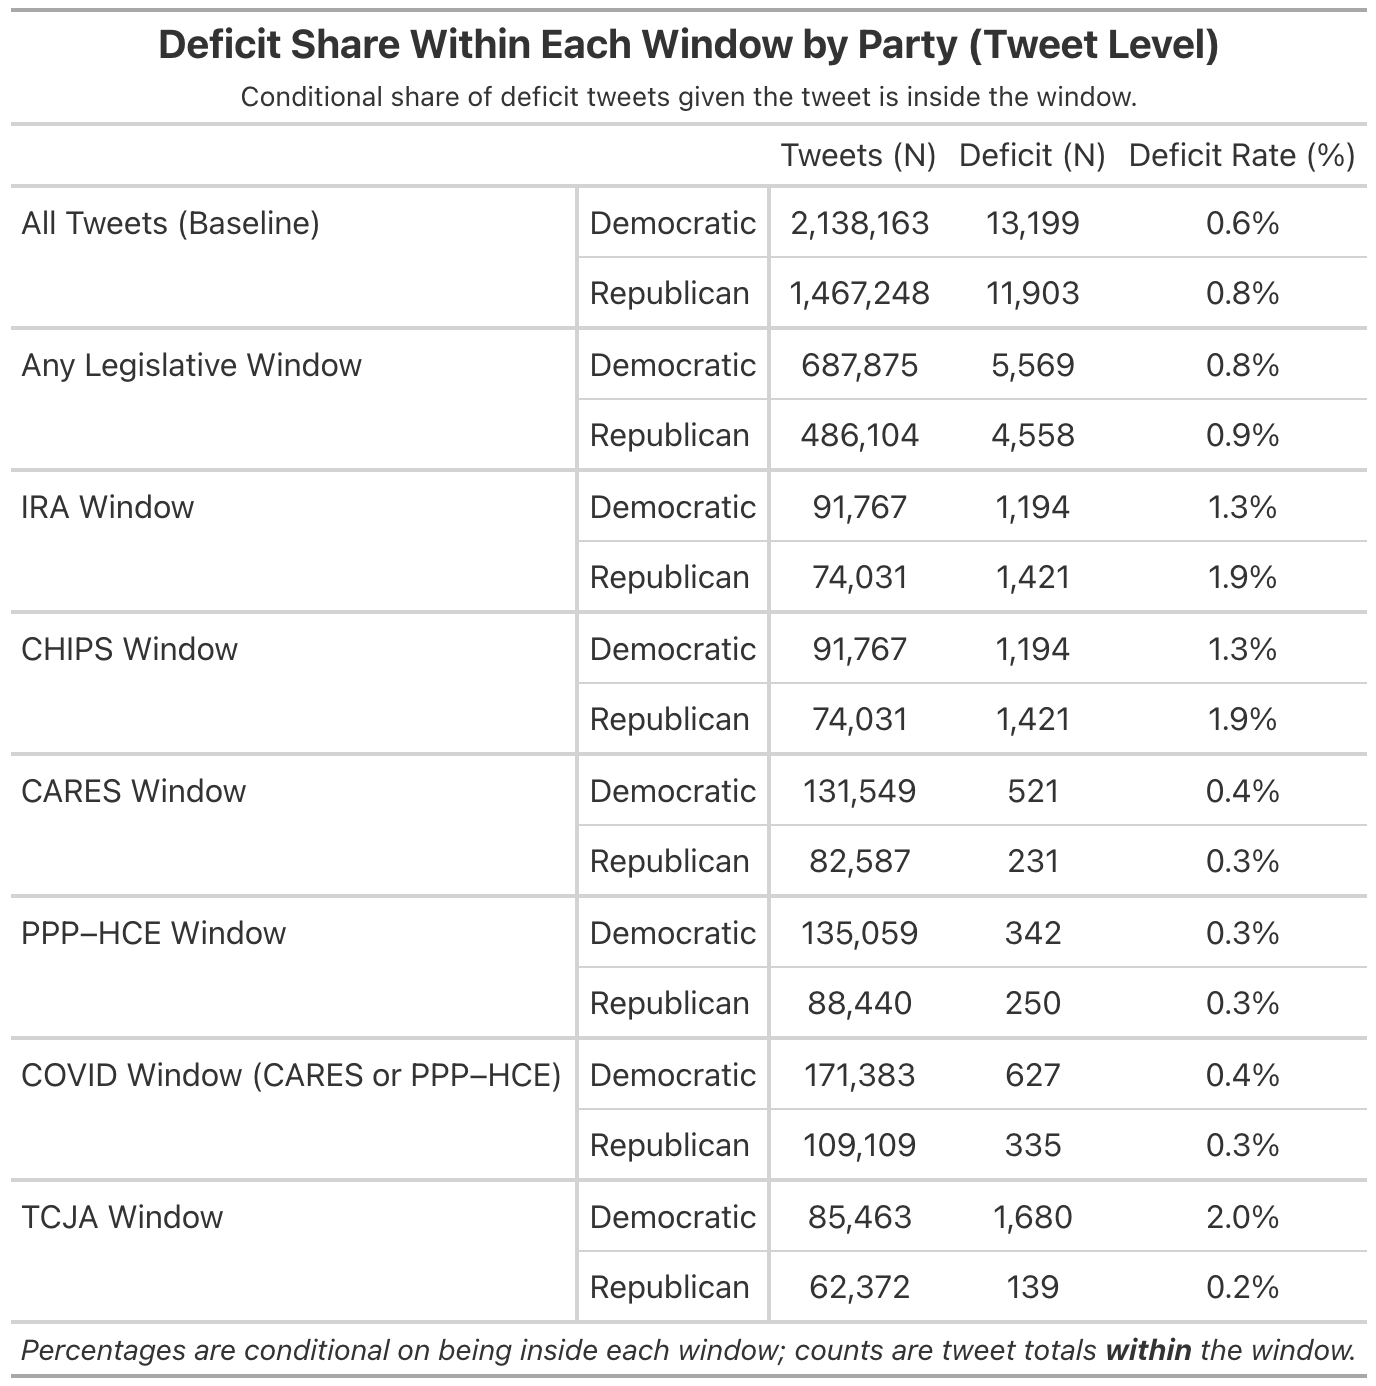 Deficit Share Within Each Window by Party (Tweet Level)
Conditional share of deficit tweets given the tweet is inside the window.
Tweets (N) Deficit (N) Deficit Rate (%)
All Tweets (Baseline) Democratic 2,138,163 13,199 0.6%
Republican 1,467,248 11,903 0.8%
Any Legislative Window Democratic 687,875 5,569 0.8%
Republican 486,104 4,558 0.9%
IRA Window Democratic 91,767 1,194 1.3%
Republican 74,031 1,421 1.9%
CHIPS Window Democratic 91,767 1,194 1.3%
Republican 74,031 1,421 1.9%
CARES Window Democratic 131,549 521 0.4%
Republican 82,587 231 0.3%
PPP–HCE Window Democratic 135,059 342 0.3%
Republican 88,440 250 0.3%
COVID Window (CARES or PPP–HCE) Democratic 171,383 627 0.4%
Republican 109,109 335 0.3%
TCJA Window Democratic 85,463 1,680 2.0%
Republican 62,372 139 0.2%
Percentages are conditional on being inside each window; counts are tweet totals within the window.